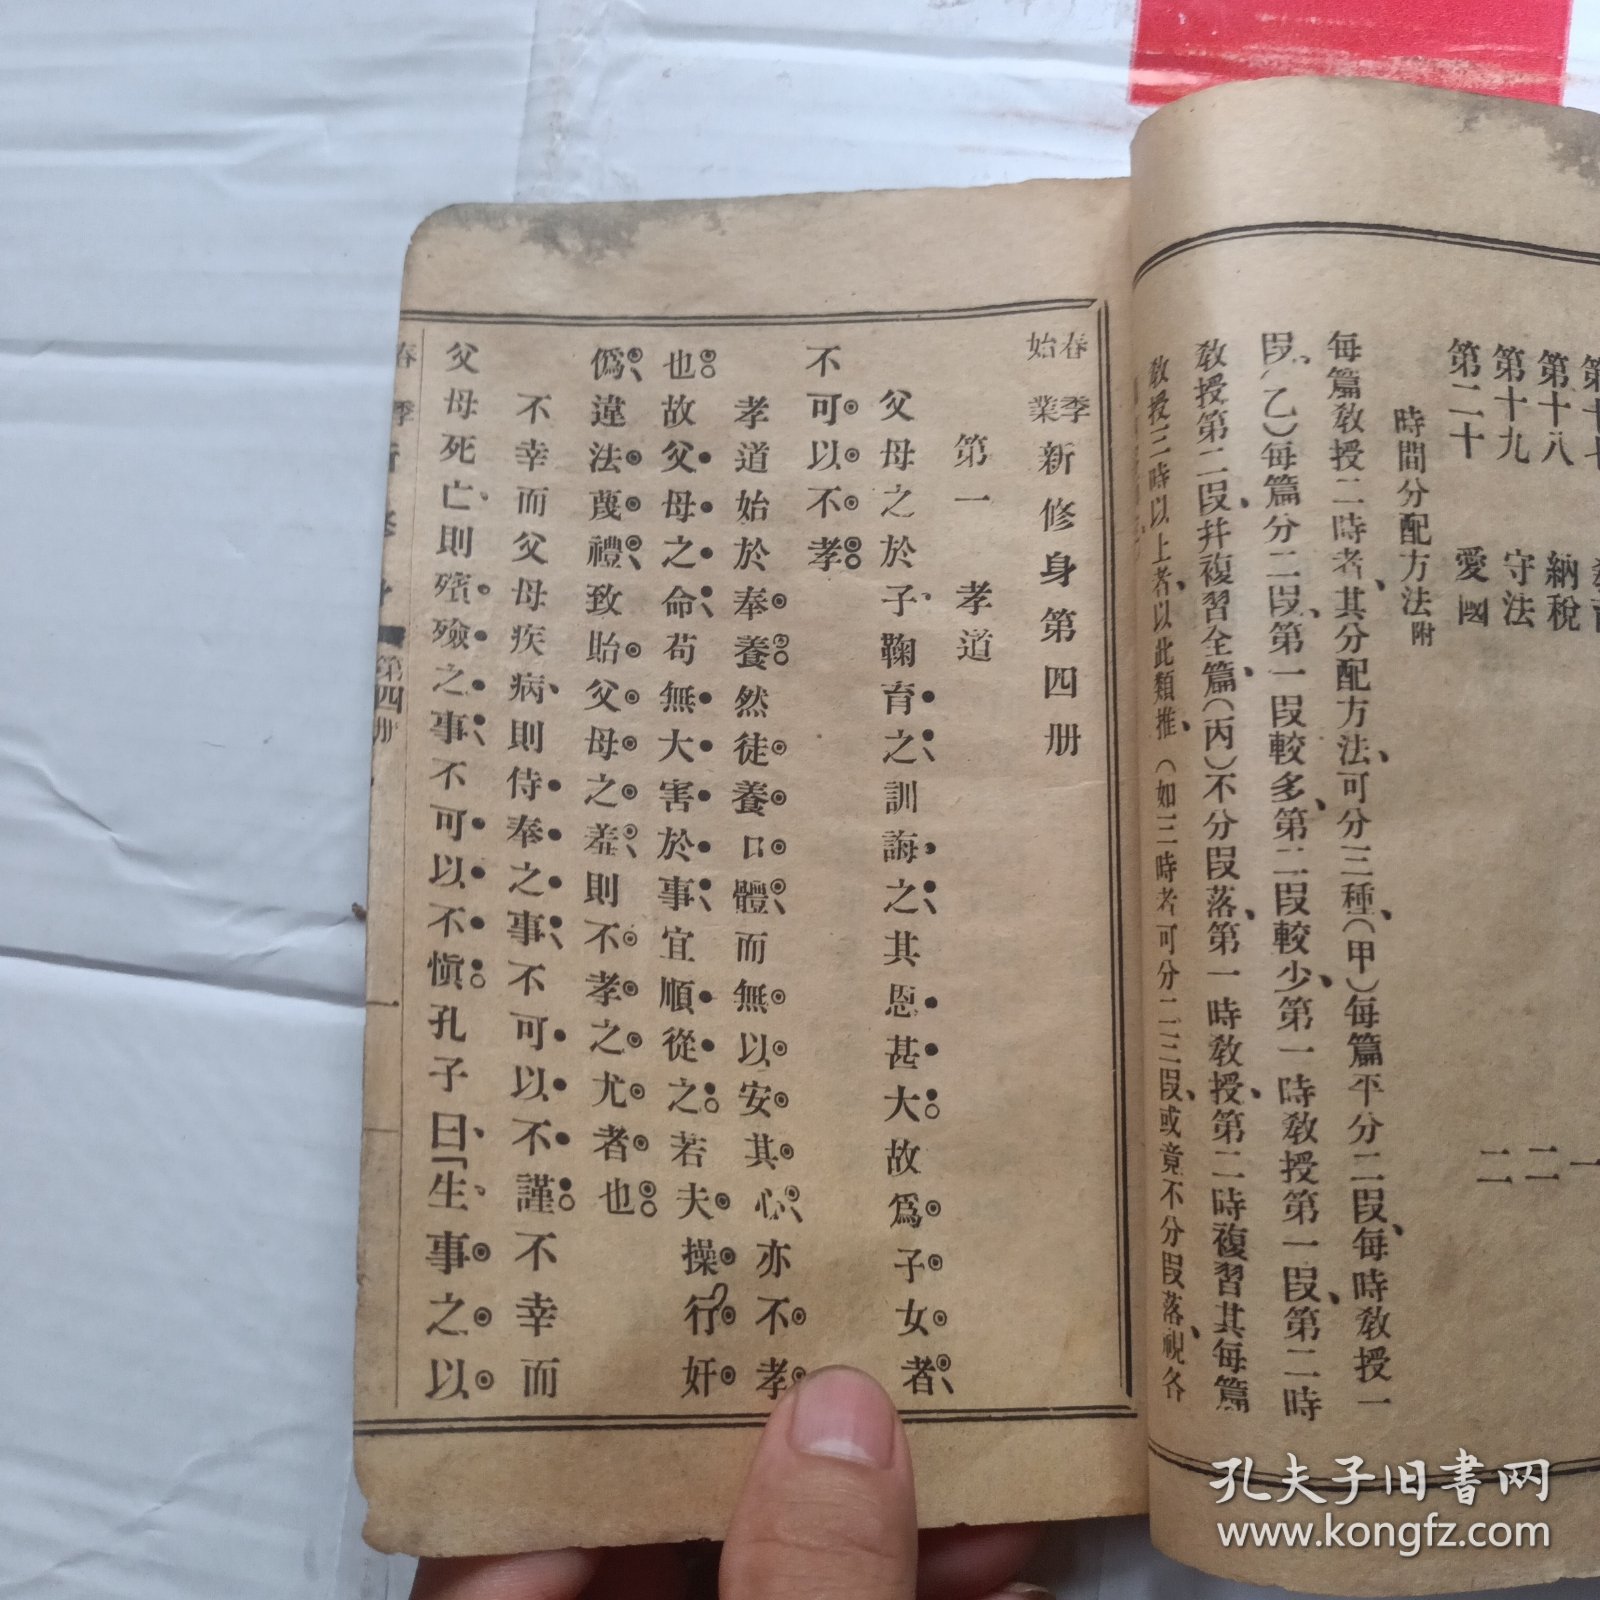 第十八 納稅 二
第十九 守法 二
第二十 愛國
時間分配方法附
每篇教授二時者、其分配方法、可分三種、(甲)每篇平分二段、每時教授一
段、(乙)每篇分二段、第一段較多、第二段較少、第一時教授第一段、第二時
教授第二段、幷複習全篇、(丙)不分段落、第一時教授、第二時複習其每篇
教授三時以上者、以此類推、(如三時者可分二三段、或竟不分段落、視各
春季
始業
新修身第四册
第一 孝道
父母之於子、鞠育之、訓誨之、其恩甚大。故爲子女者、
不可以不孝。
孝道始於奉養。然徒養口體、而無以安其心、亦不孝
也。故父母之命、苟無大害於事、宜順從之。若夫操行奸
僞、違法蔑禮、致貽父母之羞、則不孝之尤者也。
不幸而父母疾病、則侍奉之事、不可以不謹。不幸而
父母死亡、則殯殮之事、不可以不愼。孔子曰、「生、事之以
第四册
一
孔夫子旧书网
www.kongfz.com